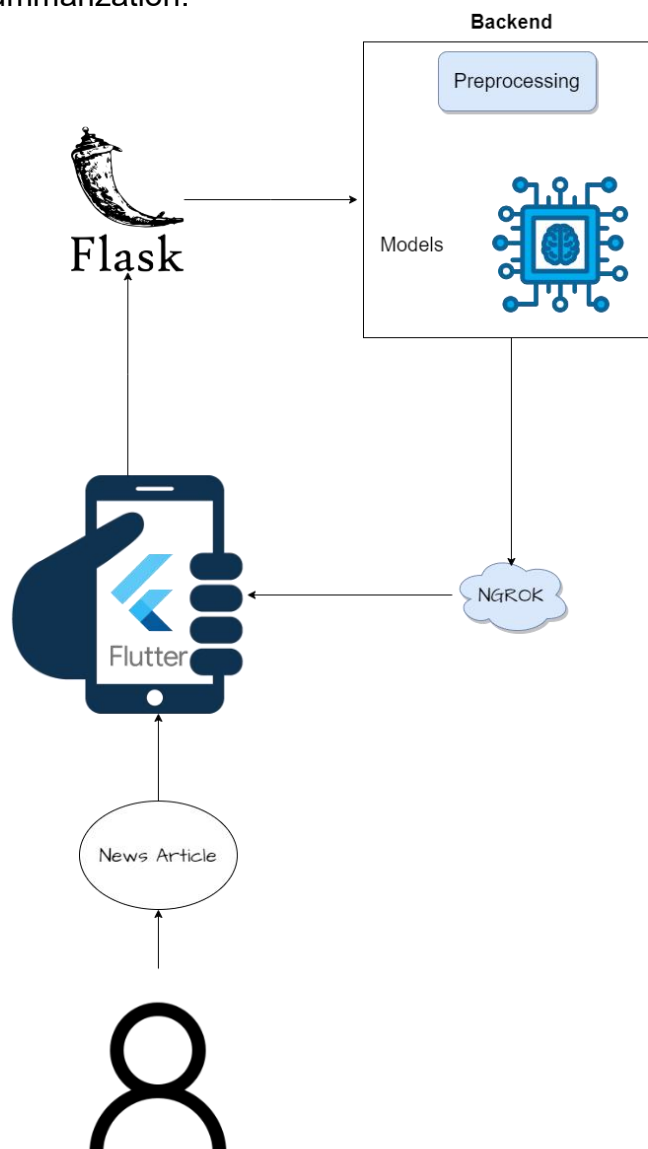 Backend
Preprocessing
Flask
Models
NGROK
Flutter
News Article